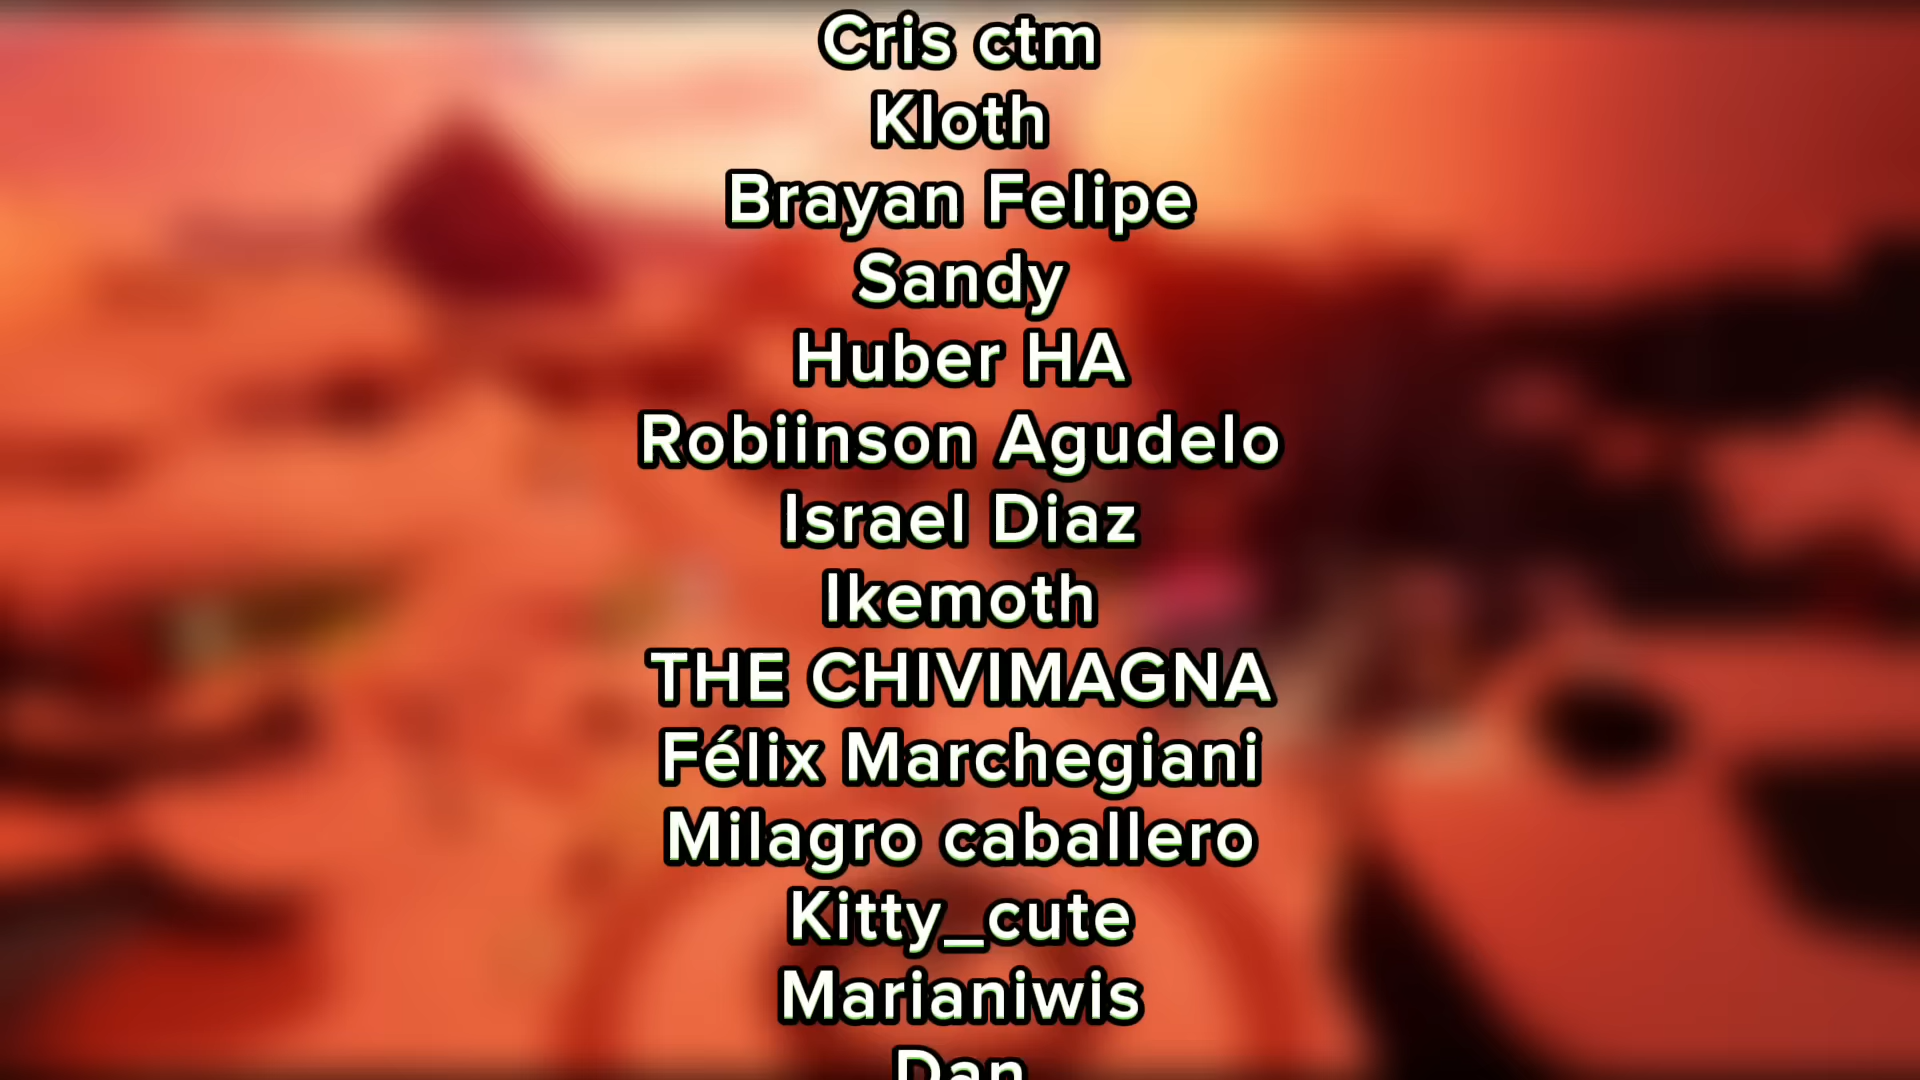 Cris ctm
Kloth
Brayan Felipe
Sandy
Huber HA
Robiinson Agudelo
Israel Diaz
Ikemoth
THE CHIVIMAGNA
Félix Marchegiani
Milagro caballero
Kitty_cute
Marianiwis
Dan